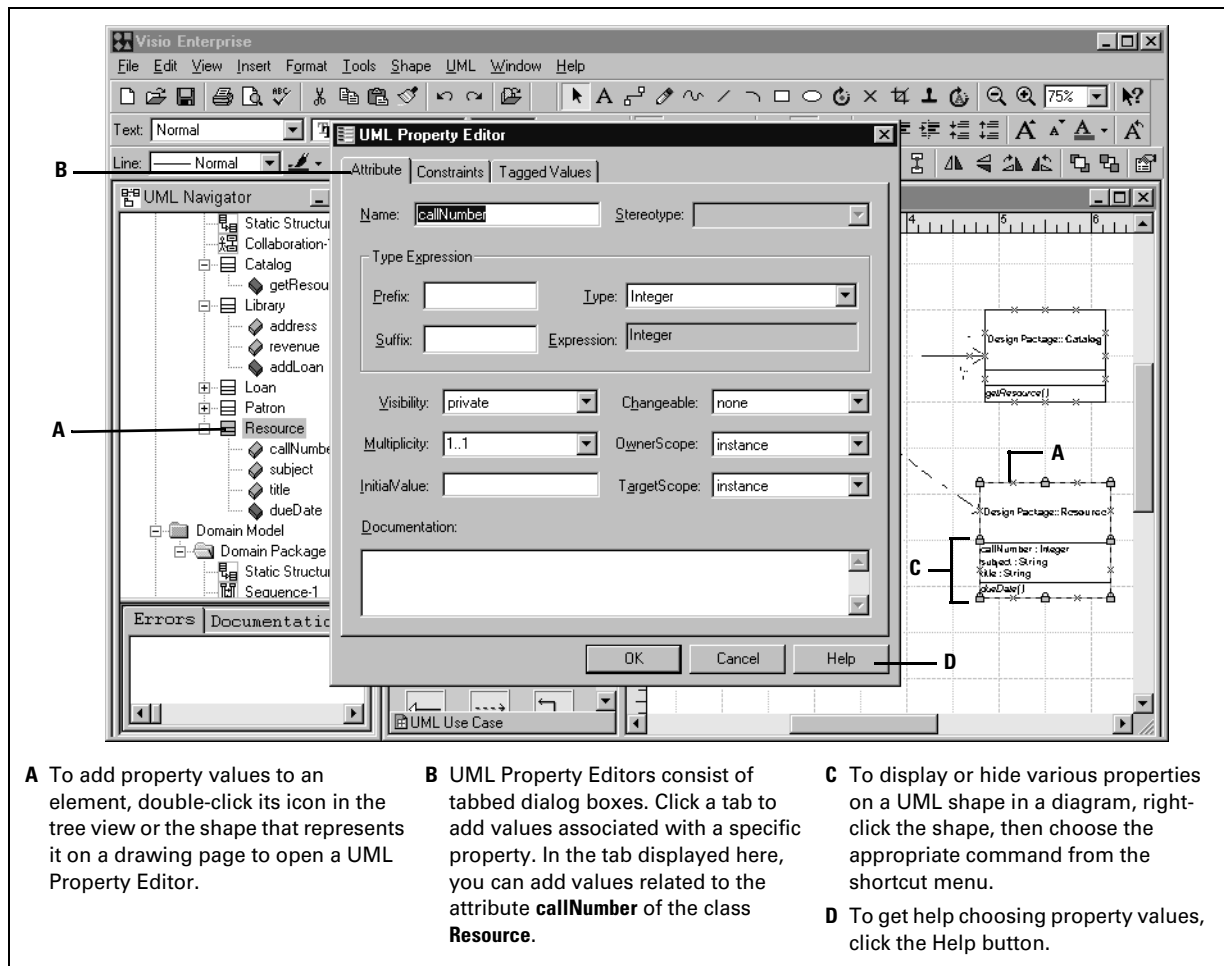 Visio Enterprise
File Edit View Insert Format Tools Shape UML Window Help
75%
Text: Normal
Line: Normal
UML Property Editor
B
Attribute Constraints Tagged Values
UML Navigator
Name: callNumber Stereotype:
Static Structur
Collaboration-
Catalog
getResou
Library
address
revenue
addLoan
Loan
Patron
A
Resource
callNumbe
subject
title
dueDate
Domain Model
Domain Package
Static Structur
Sequence-1
Type Expression
Prefix: Type: Integer
Suffix: Expression: Integer
Visibility: private Changeable: none
Multiplicity: 1..1 OwnerScope: instance
InitialValue: TargetScope: instance
Documentation:
OK Cancel Help
D
Errors Documentatic
UML Use Case
4 5 6
Design Package:: Catalog
getResource()
A
Design Package:: Resource
C
callNumber : Integer
subject : String
title : String
dueDate()
A To add property values to an
element, double-click its icon in the
tree view or the shape that represents
it on a drawing page to open a UML
Property Editor.
B UML Property Editors consist of
tabbed dialog boxes. Click a tab to
add values associated with a specific
property. In the tab displayed here,
you can add values related to the
attribute callNumber of the class
Resource.
C To display or hide various properties
on a UML shape in a diagram, right-
click the shape, then choose the
appropriate command from the
shortcut menu.
D To get help choosing property values,
click the Help button.